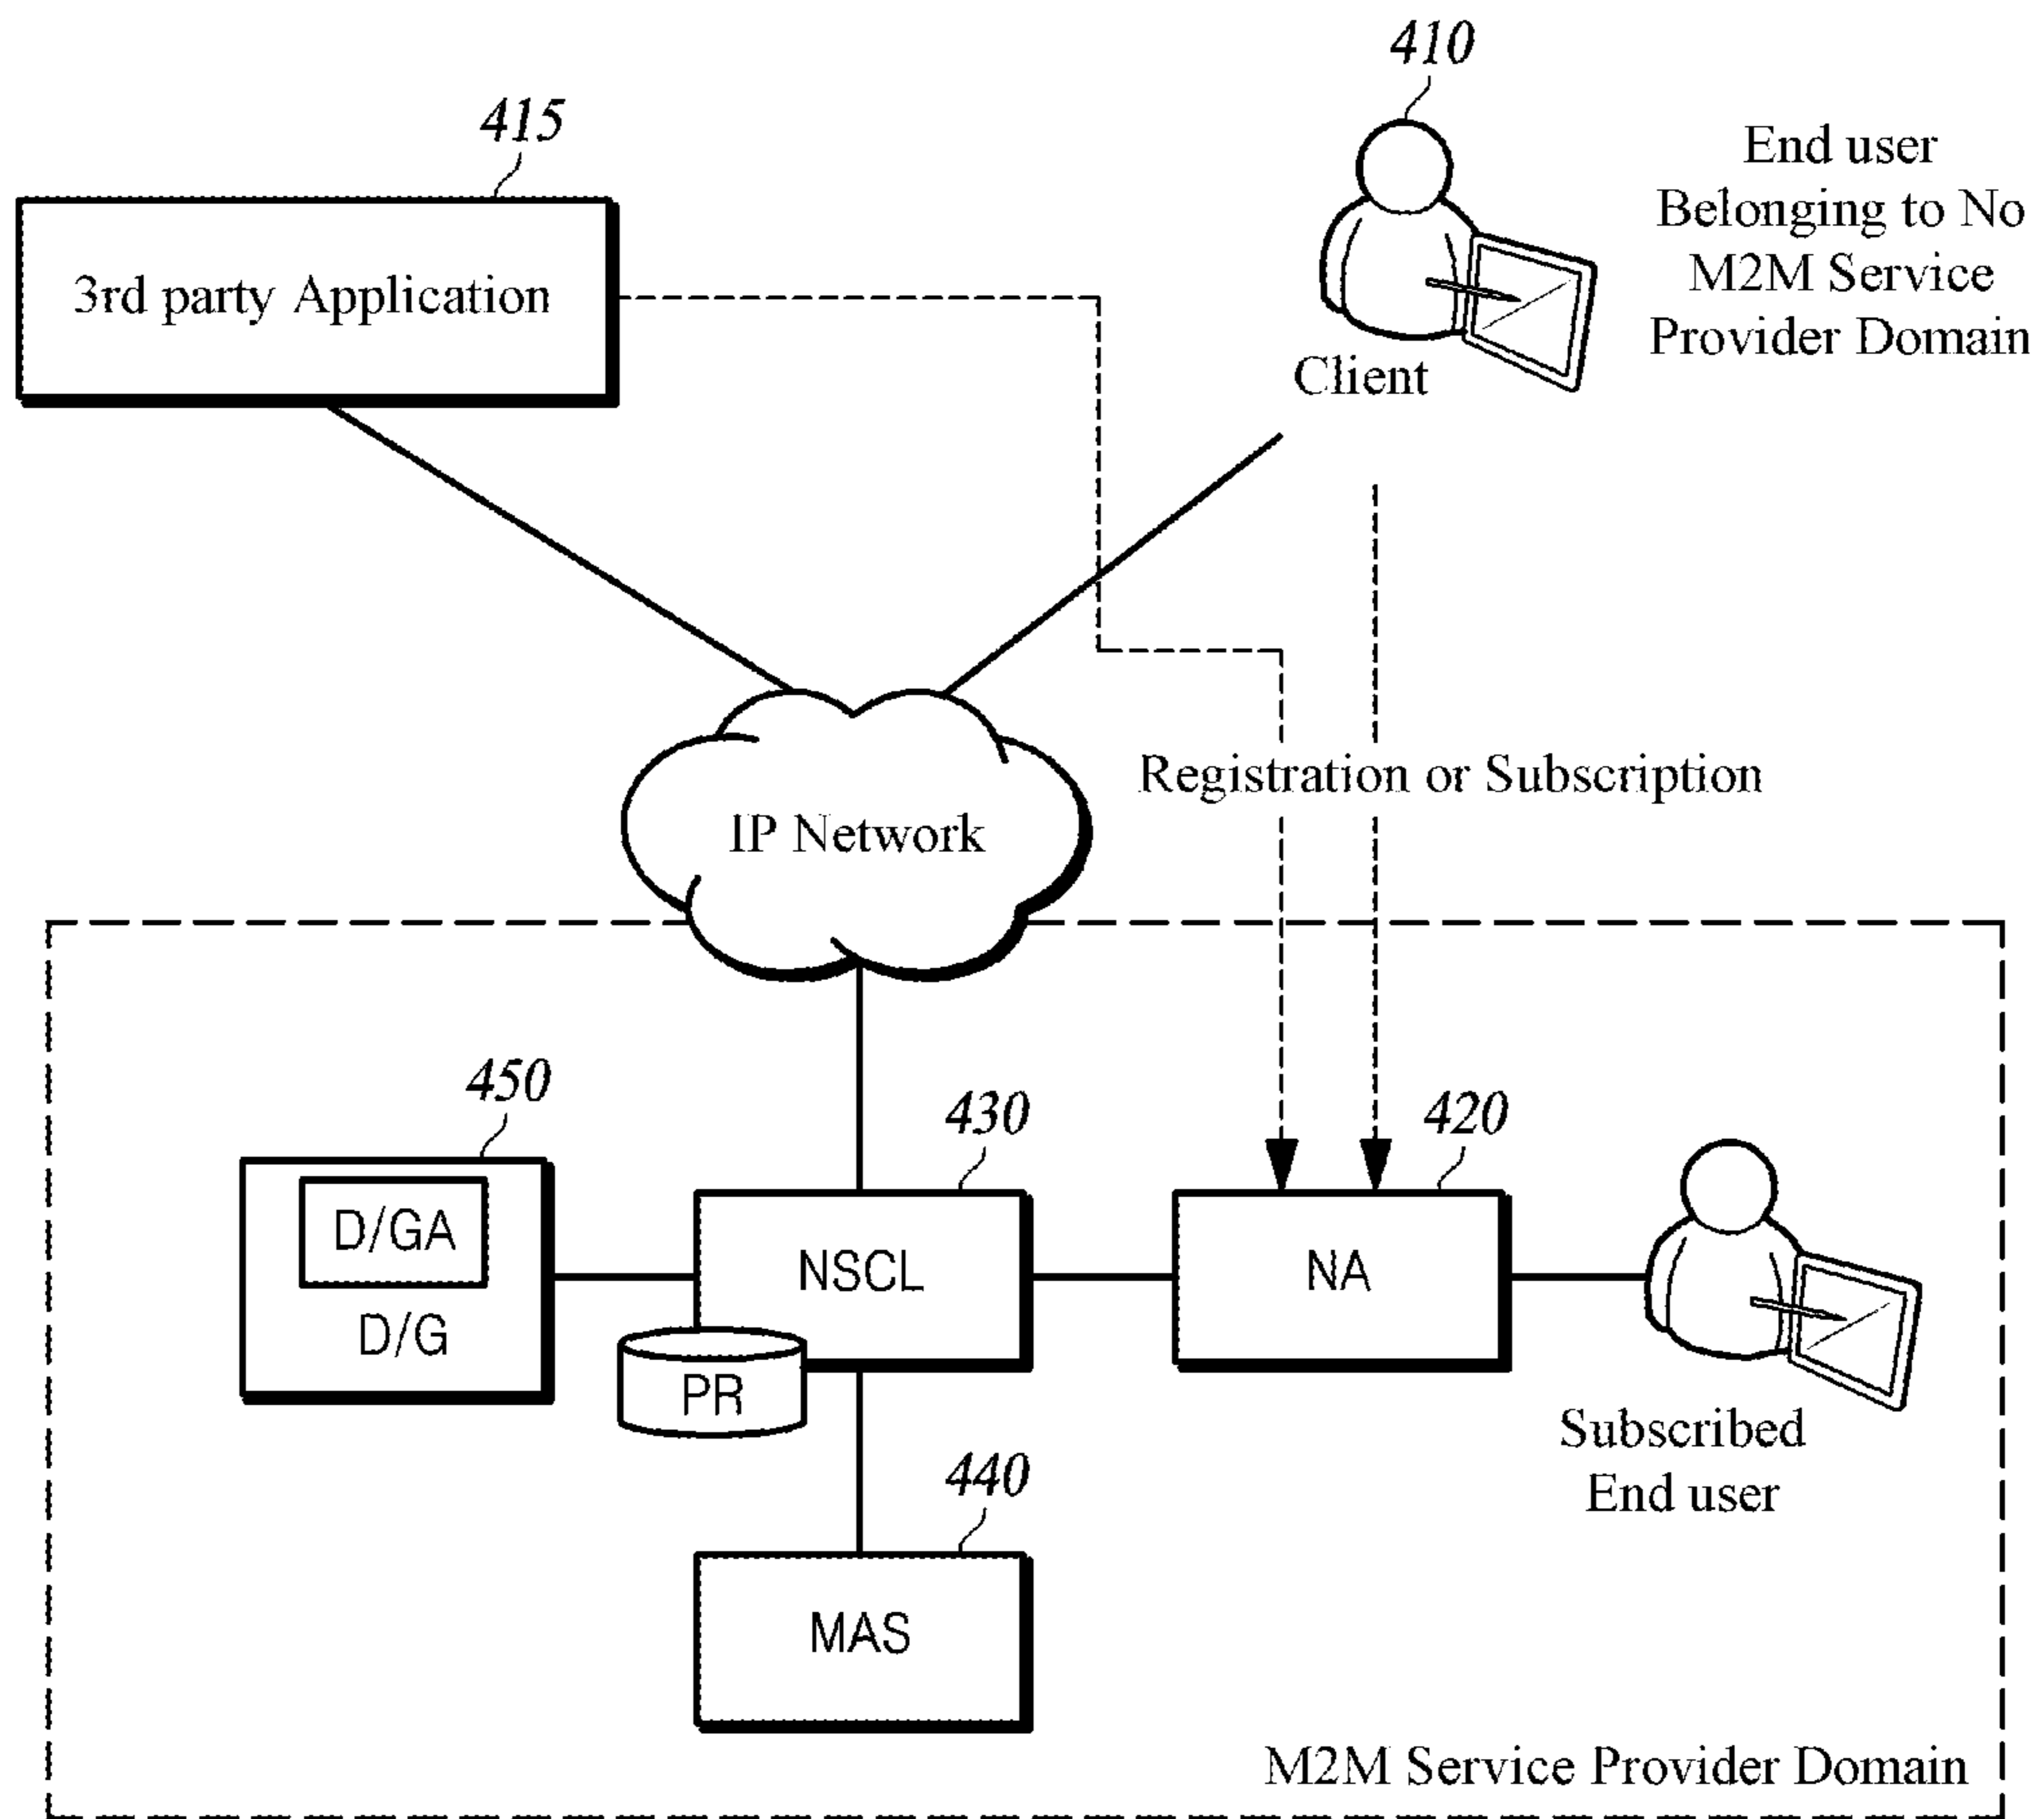 410
415
End user
Belonging to No
M2M Service
Provider Domain
3rd party Application
Client
Registration or Subscription
IP Network
450
430
420
D/GA
D/G
NSCL
NA
PR
Subscribed
End user
440
MAS
M2M Service Provider Domain